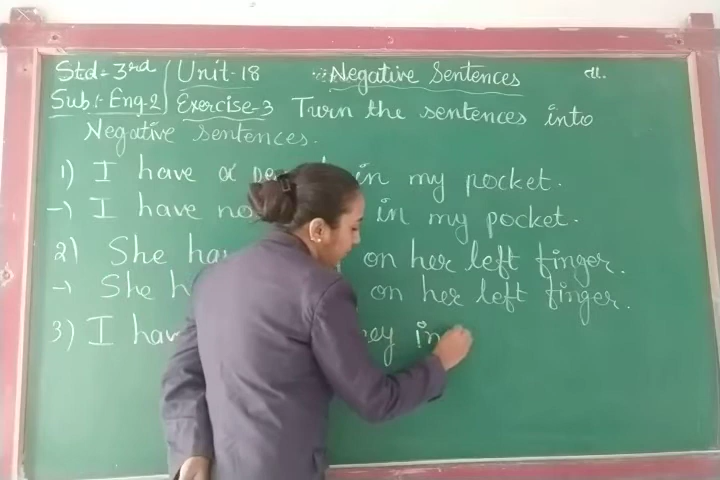 Std:- 3rd Unit-18 Negative Sentences
Sub:- Eng-2 Exercise-3 Turn the sentences into
Negative sentences.
1) I have a in my pocket.
→ I have no in my pocket.
2) She on her left finger.
→ She on her left finger.
3) I in